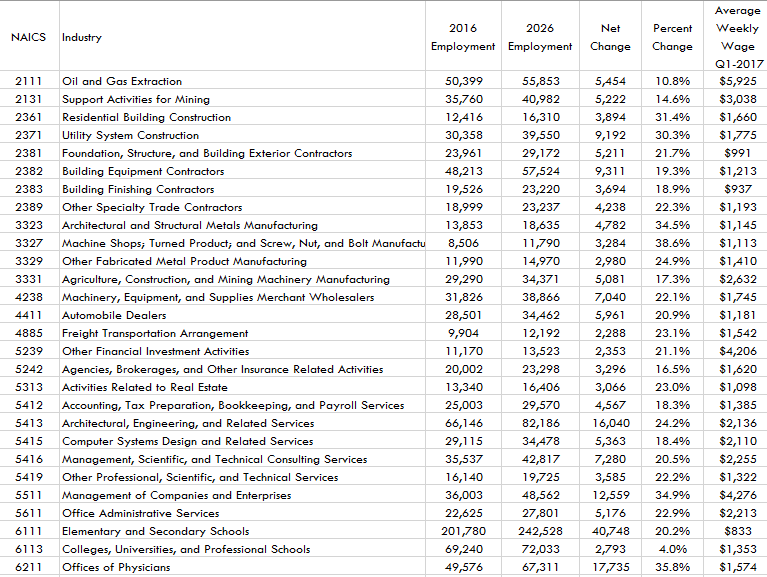 NAICS Industry 2016 Employment 2026 Employment Net Change Percent Change Average Weekly Wage Q1-2017
2111 Oil and Gas Extraction 50,399 55,853 5,454 10.8% $5,925
2131 Support Activities for Mining 35,760 40,982 5,222 14.6% $3,038
2361 Residential Building Construction 12,416 16,310 3,894 31.4% $1,660
2371 Utility System Construction 30,358 39,550 9,192 30.3% $1,775
2381 Foundation, Structure, and Building Exterior Contractors 23,961 29,172 5,211 21.7% $991
2382 Building Equipment Contractors 48,213 57,524 9,311 19.3% $1,213
2383 Building Finishing Contractors 19,526 23,220 3,694 18.9% $937
2389 Other Specialty Trade Contractors 18,999 23,237 4,238 22.3% $1,193
3323 Architectural and Structural Metals Manufacturing 13,853 18,635 4,782 34.5% $1,145
3327 Machine Shops; Turned Product; and Screw, Nut, and Bolt Manufactu 8,506 11,790 3,284 38.6% $1,113
3329 Other Fabricated Metal Product Manufacturing 11,990 14,970 2,980 24.9% $1,410
3331 Agriculture, Construction, and Mining Machinery Manufacturing 29,290 34,371 5,081 17.3% $2,632
4238 Machinery, Equipment, and Supplies Merchant Wholesalers 31,826 38,866 7,040 22.1% $1,745
4411 Automobile Dealers 28,501 34,462 5,961 20.9% $1,181
4885 Freight Transportation Arrangement 9,904 12,192 2,288 23.1% $1,542
5239 Other Financial Investment Activities 11,170 13,523 2,353 21.1% $4,206
5242 Agencies, Brokerages, and Other Insurance Related Activities 20,002 23,298 3,296 16.5% $1,620
5313 Activities Related to Real Estate 13,340 16,406 3,066 23.0% $1,098
5412 Accounting, Tax Preparation, Bookkeeping, and Payroll Services 25,003 29,570 4,567 18.3% $1,385
5413 Architectural, Engineering, and Related Services 66,146 82,186 16,040 24.2% $2,136
5415 Computer Systems Design and Related Services 29,115 34,478 5,363 18.4% $2,110
5416 Management, Scientific, and Technical Consulting Services 35,537 42,817 7,280 20.5% $2,255
5419 Other Professional, Scientific, and Technical Services 16,140 19,725 3,585 22.2% $1,322
5511 Management of Companies and Enterprises 36,003 48,562 12,559 34.9% $4,276
5611 Office Administrative Services 22,625 27,801 5,176 22.9% $2,213
6111 Elementary and Secondary Schools 201,780 242,528 40,748 20.2% $833
6113 Colleges, Universities, and Professional Schools 69,240 72,033 2,793 4.0% $1,353
6211 Offices of Physicians 49,576 67,311 17,735 35.8% $1,574